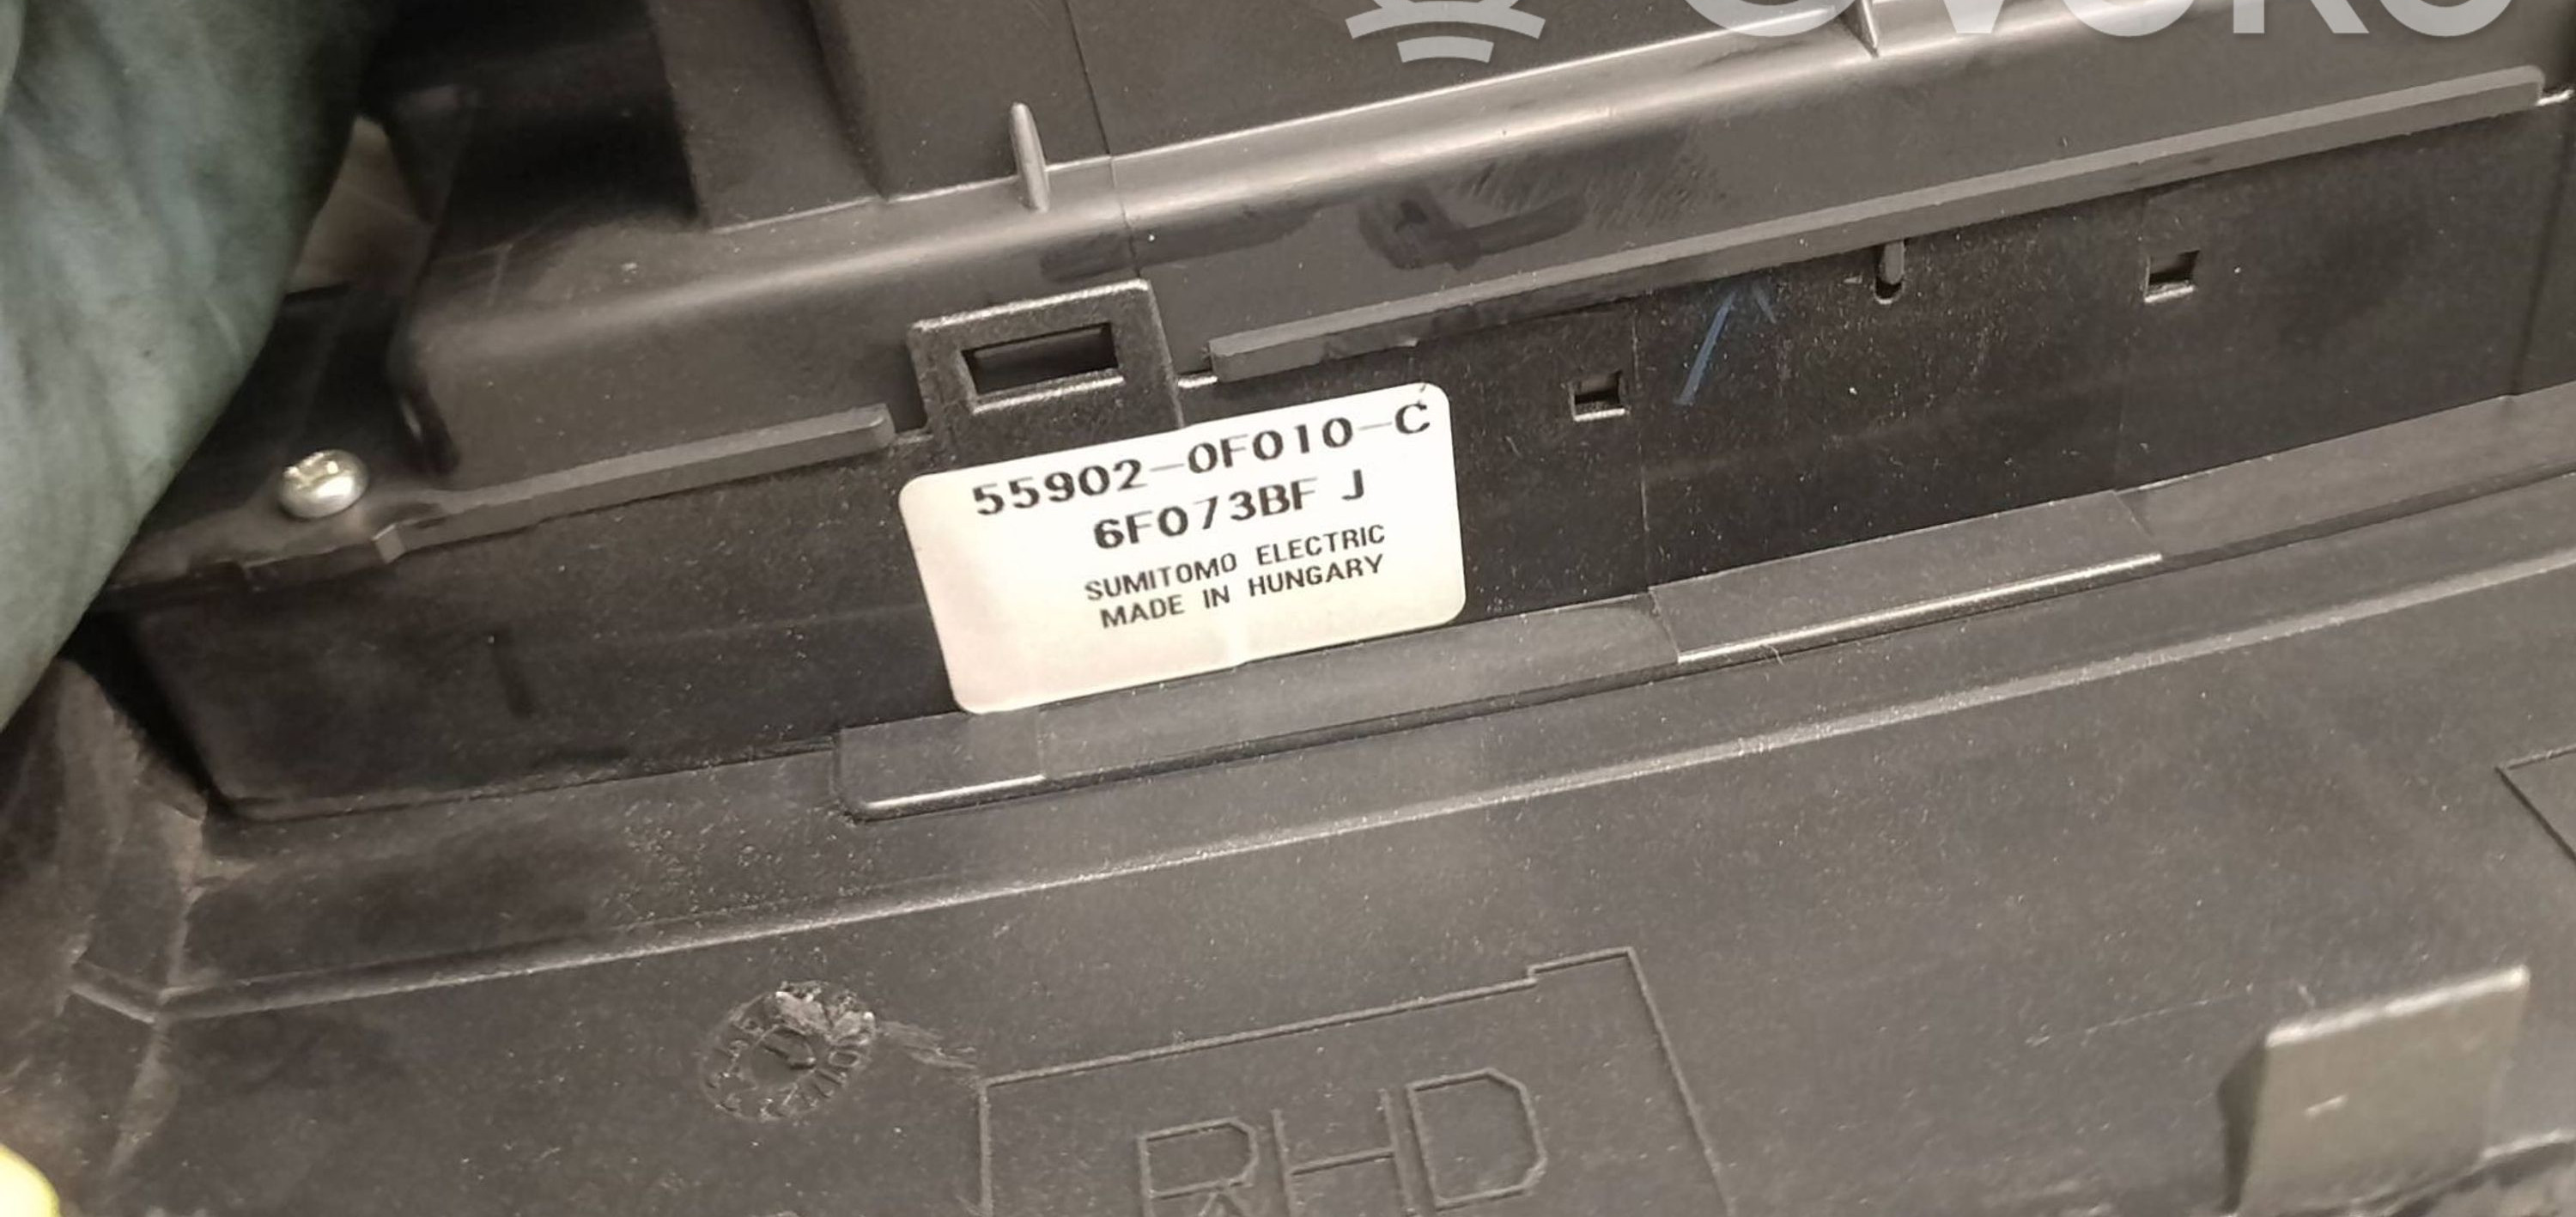 55902-0F010-C
6F073BF J
SUMITOMO ELECTRIC
MADE IN HUNGARY
RHD